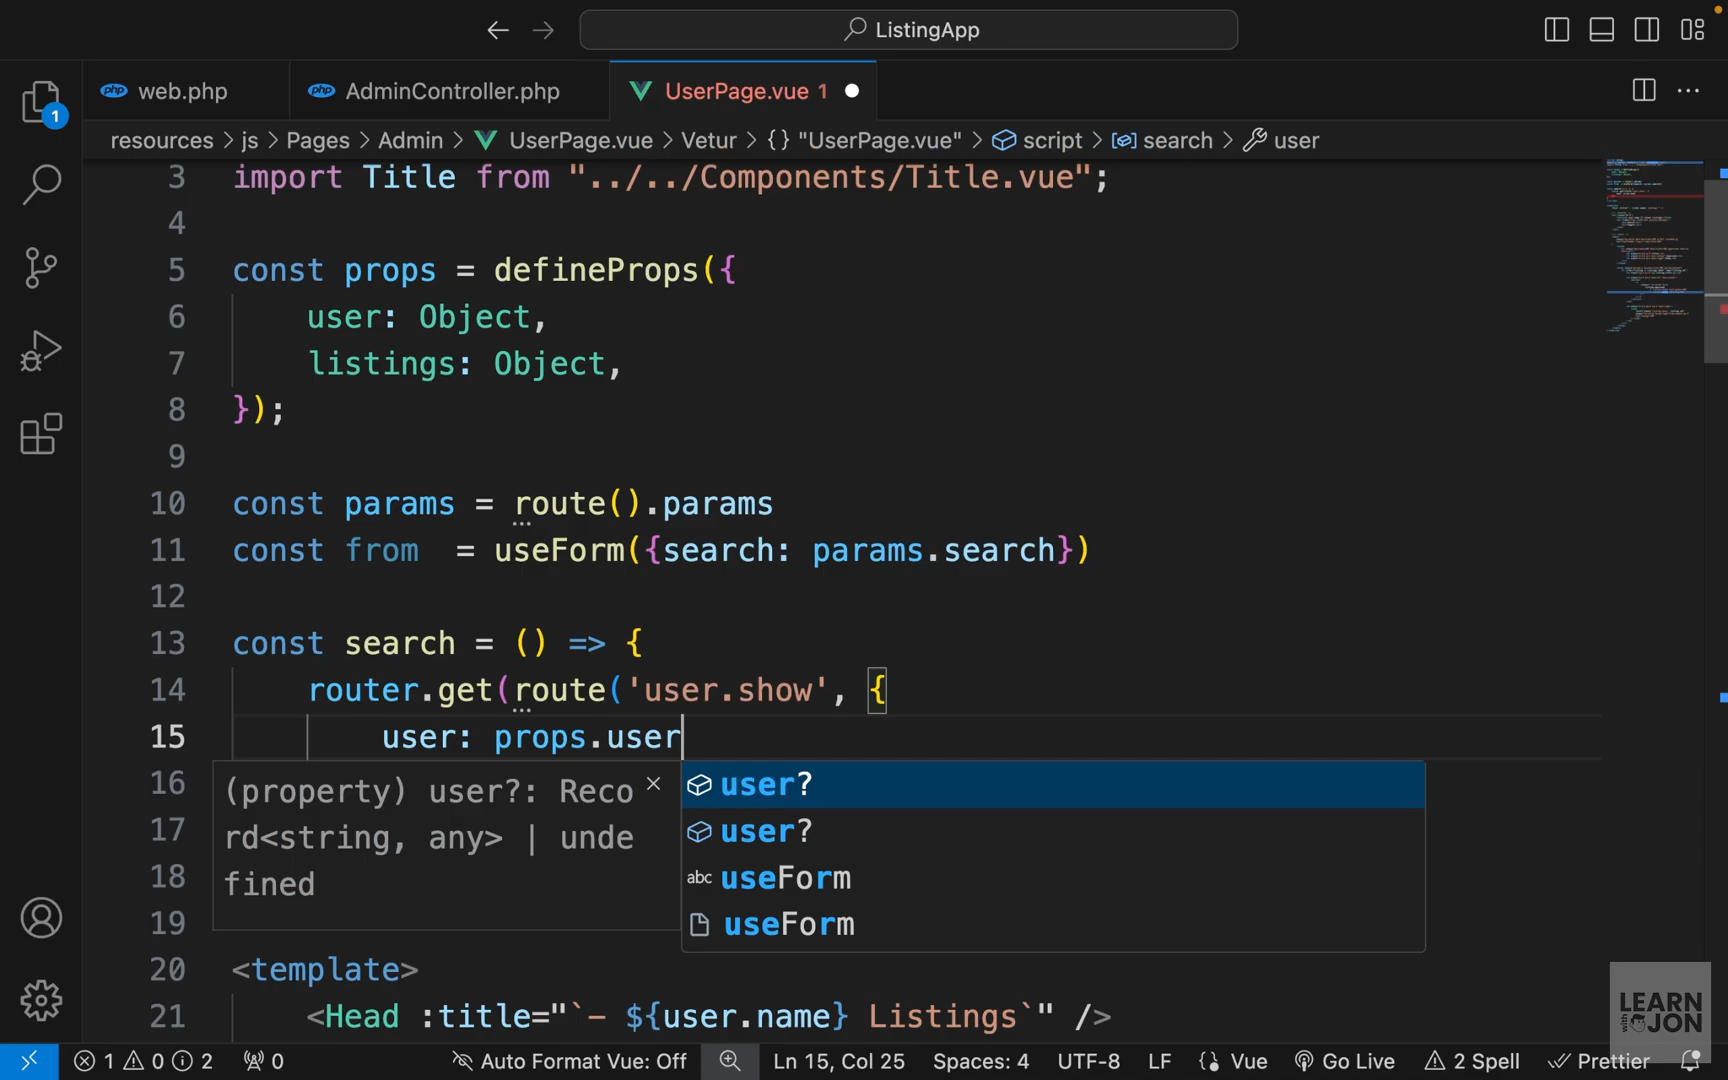 ListingApp
web.php
AdminController.php
UserPage.vue 1
resources > js > Pages > Admin > UserPage.vue > Vetur > {} "UserPage.vue" > script > search > user
1
3 import Title from "../../Components/Title.vue";
4
5 const props = defineProps({
6 user: Object,
7 listings: Object,
8 });
9
10 const params = route().params
11 const from  = useForm({search: params.search})
12
13 const search = () => {
14 router.get(route('user.show', {
15 user: props.user
16
17
18
19
(property) user?: Reco
rd<string, any> | unde
fined
user?
user?
abc useForm
useForm
20 <template>
21 <Head :title="`- ${user.name} Listings`" />
LEARN
with JON
1 0 2 0 Auto Format Vue: Off Ln 15, Col 25 Spaces: 4 UTF-8 LF {} Vue Go Live 2 Spell Prettier